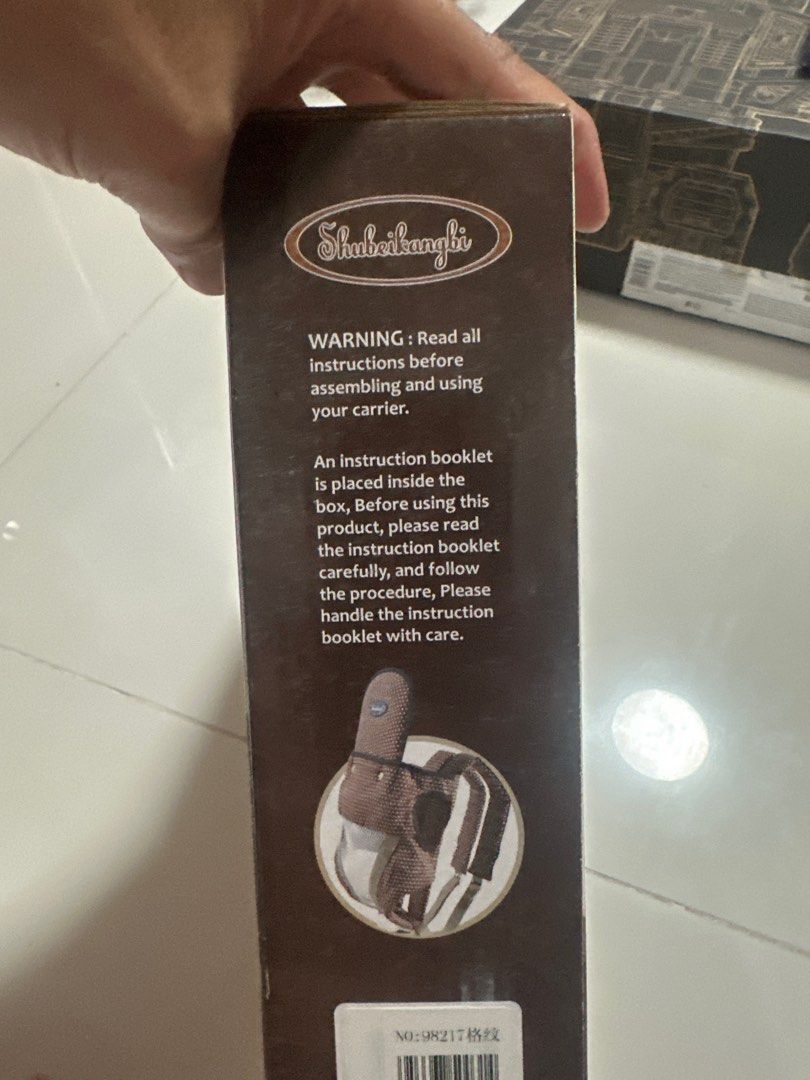 Shubeikangbi
WARNING : Read all
instructions before
assembling and using
your carrier.
An instruction booklet
is placed inside the
box, Before using this
product, please read
the instruction booklet
carefully, and follow
the procedure, Please
handle the instruction
booklet with care.
NO:98217格纹